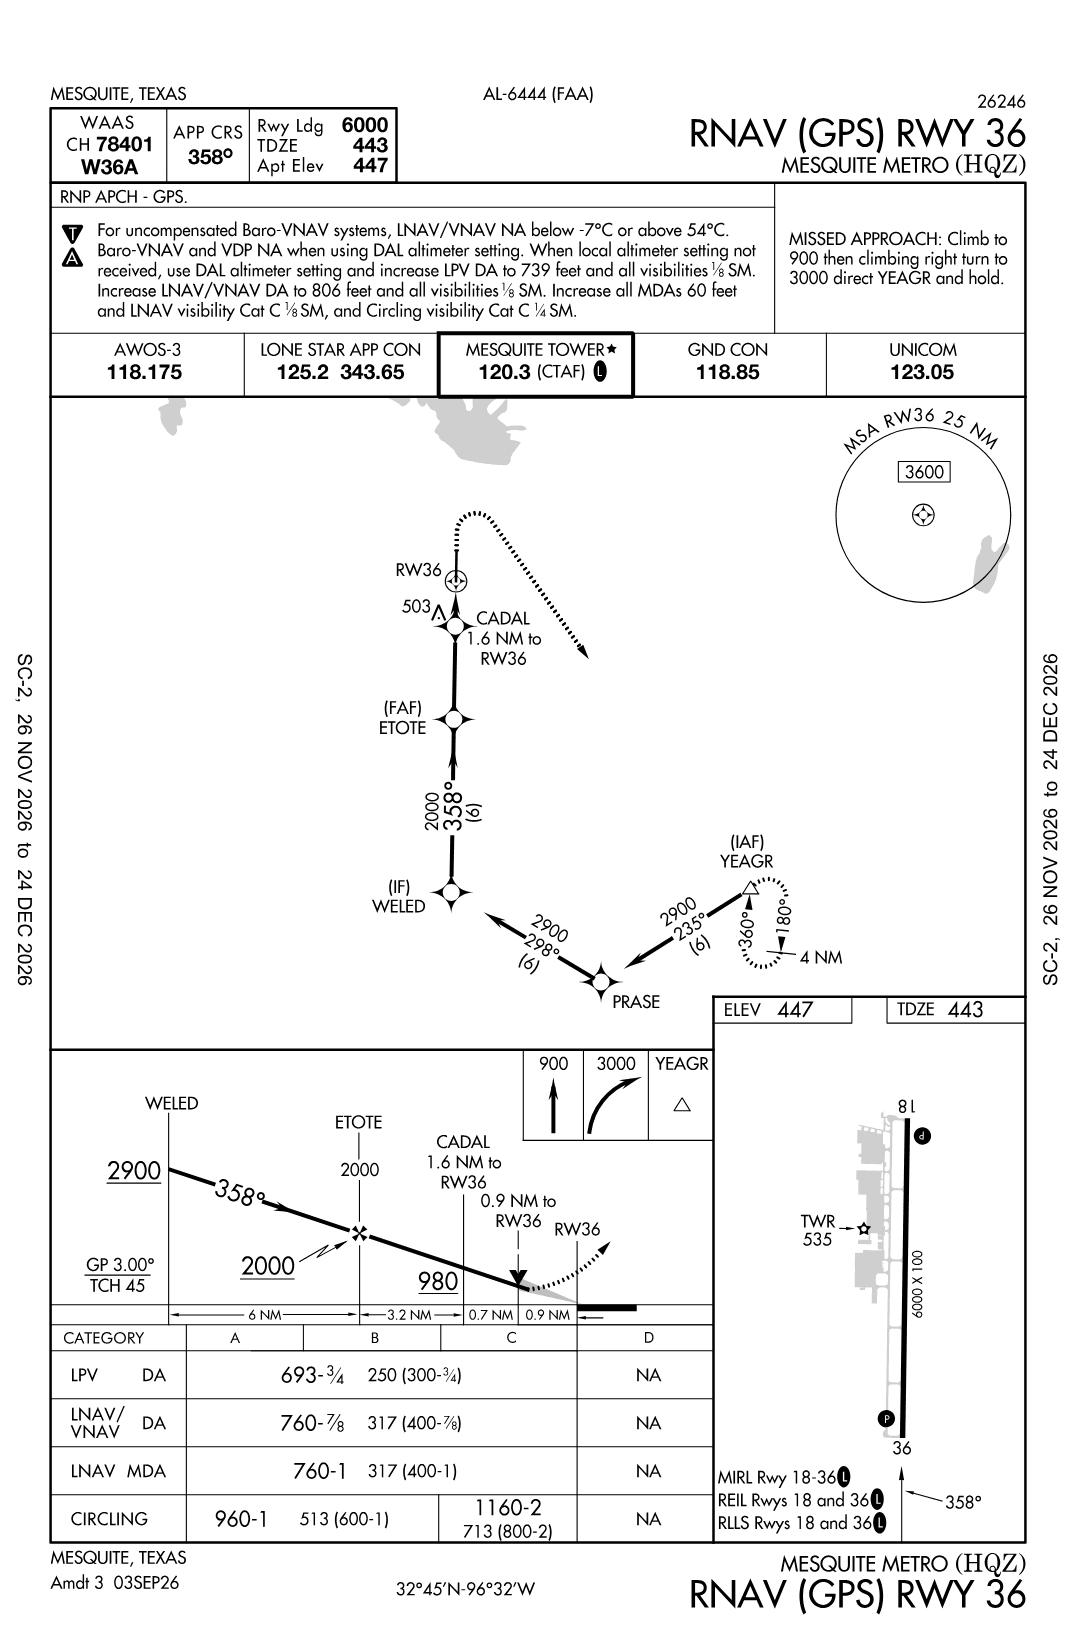 MESQUITE, TEXAS
AL-6444 (FAA)
26246
WAAS
CH 78401
W36A
APP CRS
358°
Rwy Ldg 6000
TDZE 443
Apt Elev 447
RNAV (GPS) RWY 36
MESQUITE METRO (HQZ)
RNP APCH - GPS.
T
A
For uncompensated Baro-VNAV systems, LNAV/VNAV NA below -7°C or above 54°C.
Baro-VNAV and VDP NA when using DAL altimeter setting. When local altimeter setting not
received, use DAL altimeter setting and increase LPV DA to 739 feet and all visibilities ⅛ SM.
Increase LNAV/VNAV DA to 806 feet and all visibilities ⅛ SM. Increase all MDAs 60 feet
and LNAV visibility Cat C ⅛ SM, and Circling visibility Cat C ¼ SM.
MISSED APPROACH: Climb to
900 then climbing right turn to
3000 direct YEAGR and hold.
AWOS-3
118.175
LONE STAR APP CON
125.2 343.65
MESQUITE TOWER★
120.3 (CTAF) L
GND CON
118.85
UNICOM
123.05
MSA RW36 25 NM
3600
RW36
503
CADAL
1.6 NM to
RW36
(FAF)
ETOTE
2000
358°
(6)
(IF)
WELED
2900
298°
(6)
PRASE
2900
235°
(6)
(IAF)
YEAGR
360°
180°
4 NM
SC-2, 26 NOV 2026 to 24 DEC 2026
SC-2, 26 NOV 2026 to 24 DEC 2026
ELEV 447
TDZE 443
18
P
TWR
535
6000 X 100
P
36
358°
MIRL Rwy 18-36 L
REIL Rwys 18 and 36 L
RLLS Rwys 18 and 36 L
900
3000
YEAGR
WELED
ETOTE
CADAL
1.6 NM to
RW36
0.9 NM to
RW36
RW36
2900
358°
2000
2000
980
GP 3.00°
TCH 45
6 NM
3.2 NM
0.7 NM
0.9 NM
CATEGORY A B C D
LPV DA 693-¾ 250 (300-¾) NA
LNAV/
VNAV DA 760-⅞ 317 (400-⅞) NA
LNAV MDA 760-1 317 (400-1) NA
CIRCLING 960-1 513 (600-1) 1160-2 713 (800-2) NA
MESQUITE, TEXAS
Amdt 3 03SEP26
32°45'N-96°32'W
MESQUITE METRO (HQZ)
RNAV (GPS) RWY 36